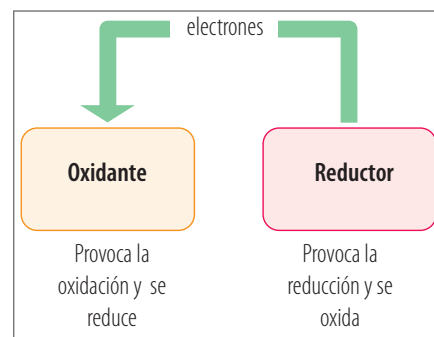 electrones
Oxidante
Reductor
Provoca la
oxidación y se
reduce
Provoca la
reducción y se
oxida